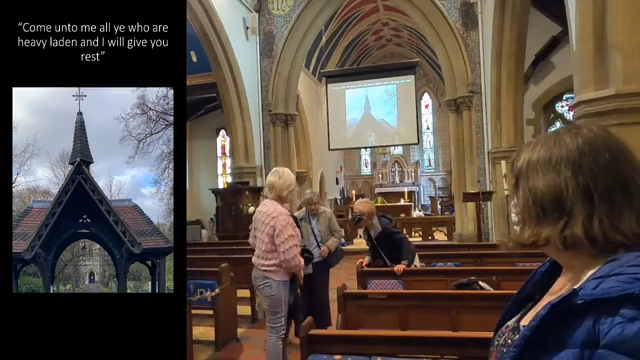 “Come unto me all ye who are
heavy laden and I will give you
rest”